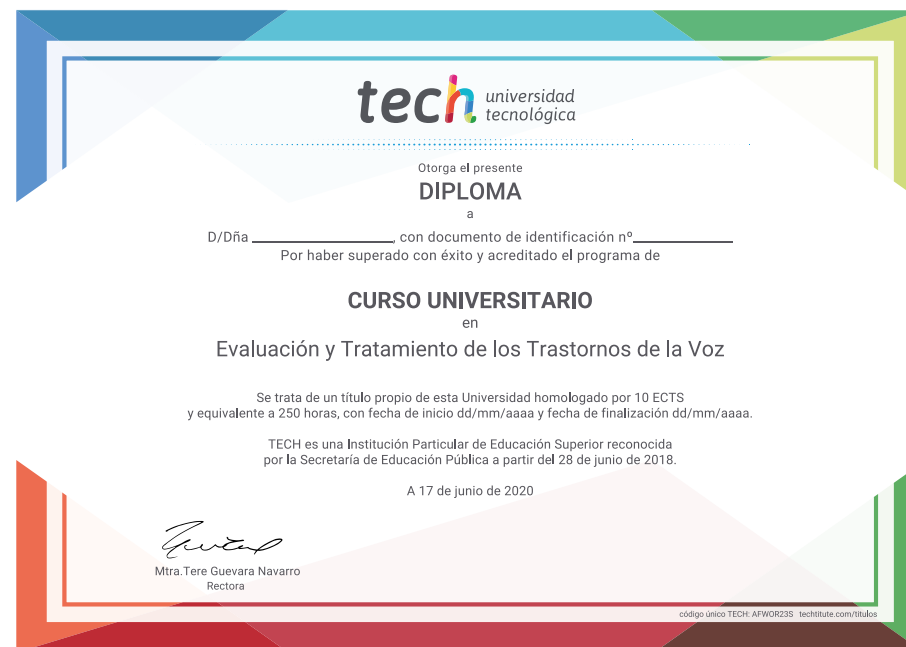 tech universidad
tecnológica
Otorga el presente
DIPLOMA
a
D/Dña ____________________, con documento de identificación nº______________
Por haber superado con éxito y acreditado el programa de
CURSO UNIVERSITARIO
en
Evaluación y Tratamiento de los Trastornos de la Voz
Se trata de un título propio de esta Universidad homologado por 10 ECTS
y equivalente a 250 horas, con fecha de inicio dd/mm/aaaa y fecha de finalización dd/mm/aaaa.
TECH es una Institución Particular de Educación Superior reconocida
por la Secretaría de Educación Pública a partir del 28 de junio de 2018.
A 17 de junio de 2020
Mtra.Tere Guevara Navarro
Rectora
código único TECH: AFWOR23S techtitute.com/titulos